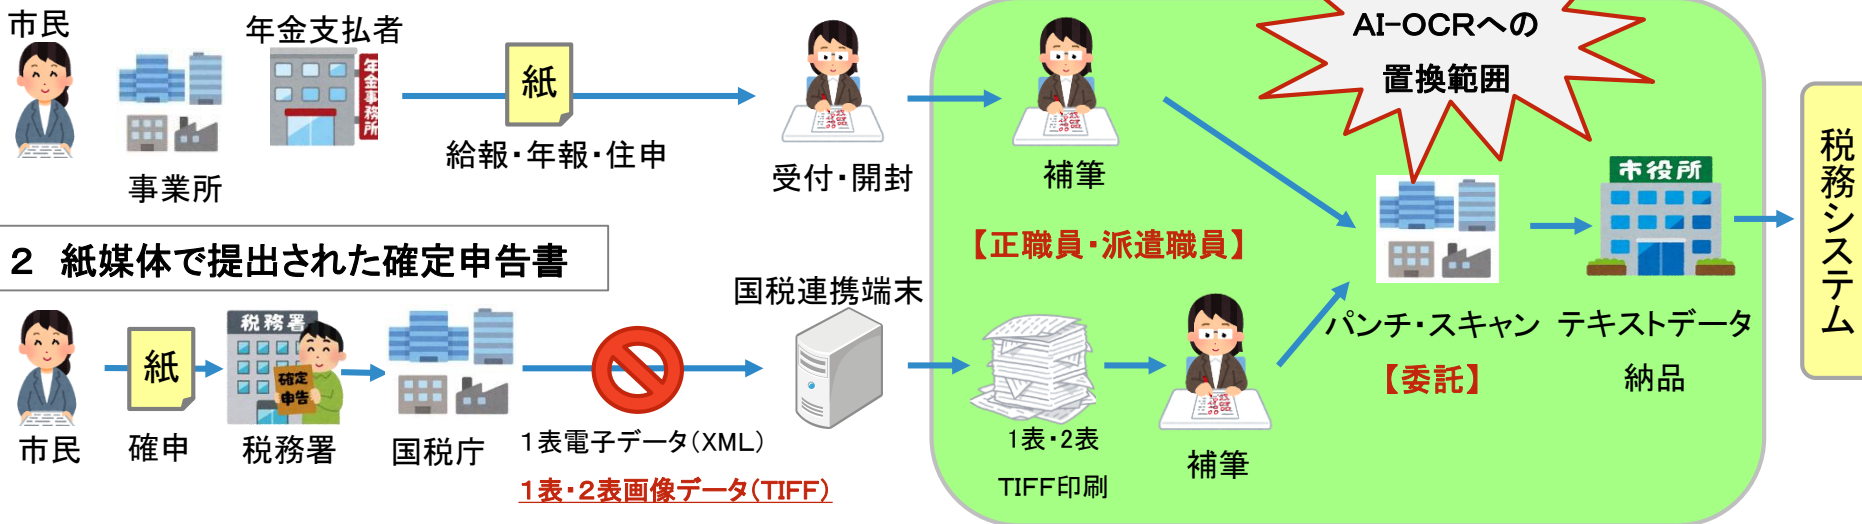 市民
年金支払者
年金事務所
紙
給報・年報・住申
事業所
受付・開封
補筆
【正職員・派遣職員】
AI-OCRへの
置換範囲
市役所
パンチ・スキャン
【委託】
テキストデータ
納品
税務システム
２　紙媒体で提出された確定申告書
市民
紙
確申
税務署
確定
申告
税務署
国税庁
１表電子データ(XML)
１表・２表画像データ(TIFF)
国税連携端末
1表・2表
TIFF印刷
補筆